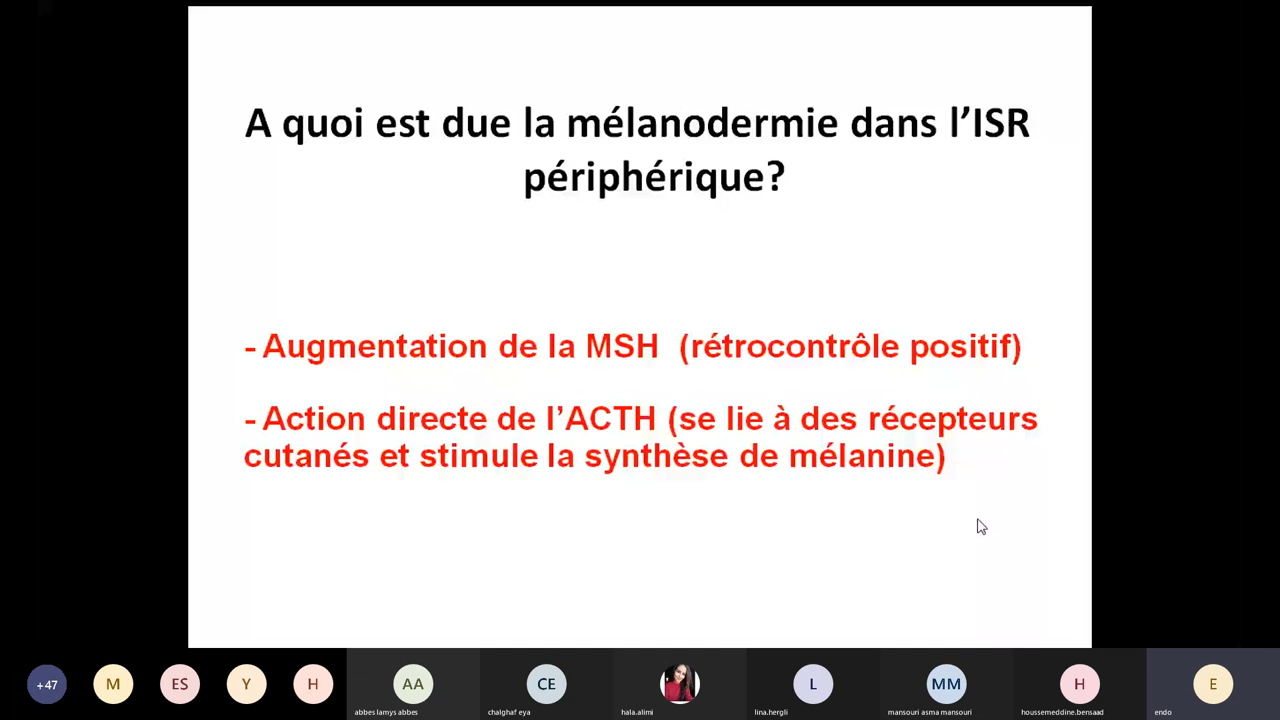 A quoi est due la mélanodermie dans l’ISR
périphérique?
- Augmentation de la MSH (rétrocontrôle positif)
- Action directe de l’ACTH (se lie à des récepteurs
cutanés et stimule la synthèse de mélanine)
+47
M
ES
Y
H
AA
CE
L
MM
H
E
abbes lamys abbes
chalghaf eya
hala.alimi
lina.hergli
mansouri asma mansouri
houssemeddine.bensaad
endo